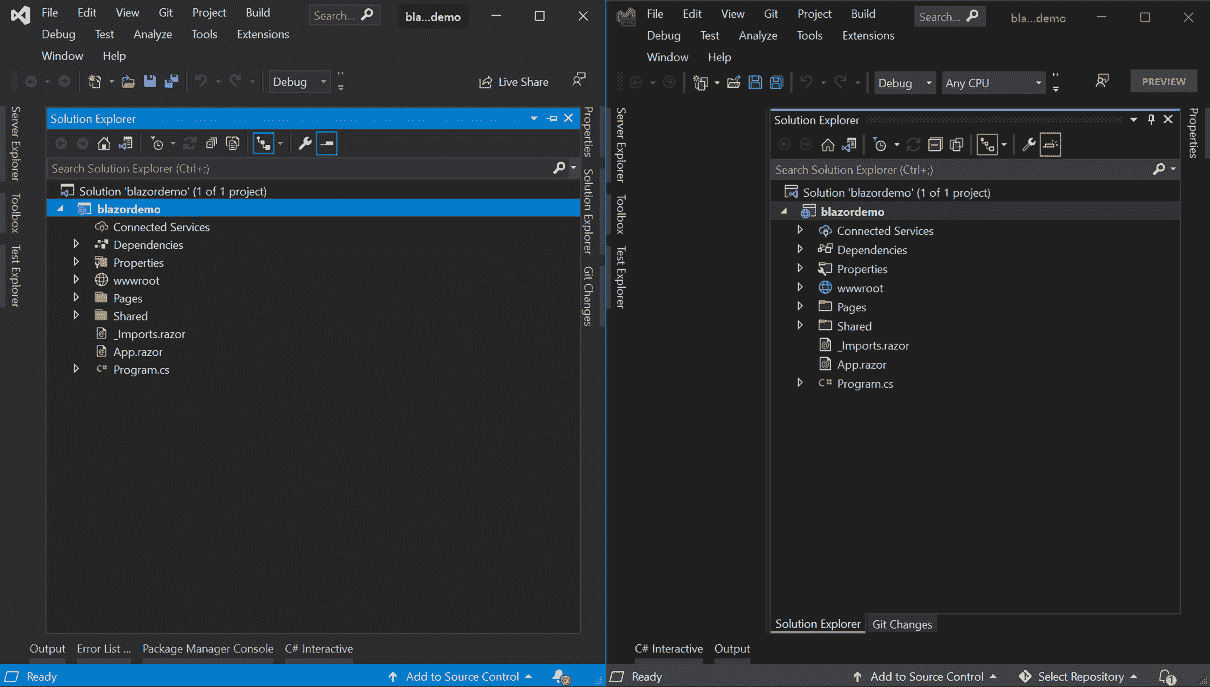 File Edit View Git Project Build Search... bla...demo
Debug Test Analyze Tools Extensions
Window Help
Debug Live Share
Server Explorer
Toolbox
Test Explorer
Solution Explorer
Search Solution Explorer (Ctrl+;)
Solution 'blazordemo' (1 of 1 project)
blazordemo
Connected Services
Dependencies
Properties
wwwroot
Pages
Shared
_Imports.razor
App.razor
C# Program.cs
Properties
Solution Explorer
Git Changes
Output Error List ... Package Manager Console C# Interactive
Ready Add to Source Control
File Edit View Git Project Build Search... bla...demo
Debug Test Analyze Tools Extensions
Window Help
Debug Any CPU PREVIEW
Server Explorer
Toolbox
Test Explorer
Solution Explorer
Search Solution Explorer (Ctrl+;)
Solution 'blazordemo' (1 of 1 project)
blazordemo
Connected Services
Dependencies
Properties
wwwroot
Pages
Shared
_Imports.razor
App.razor
C# Program.cs
Solution Explorer Git Changes
Properties
C# Interactive Output
Ready Add to Source Control Select Repository 1